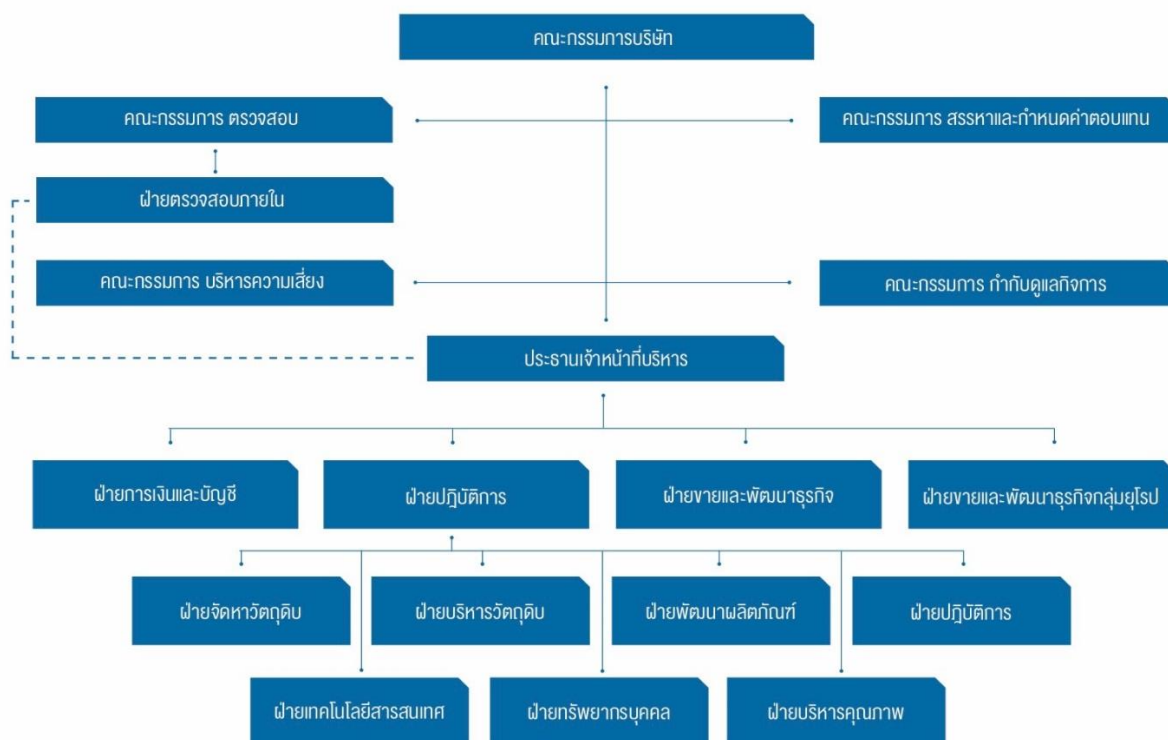 คณะกรรมการบริษัท
คณะกรรมการ ตรวจสอบ
คณะกรรมการ สรรหาและกำหนดค่าตอบแทน
ฝ่ายตรวจสอบภายใน
คณะกรรมการ บริหารความเสี่ยง
คณะกรรมการ กำกับดูแลกิจการ
ประธานเจ้าหน้าที่บริหาร
ฝ่ายการเงินและบัญชี
ฝ่ายปฏิบัติการ
ฝ่ายขายและพัฒนาธุรกิจ
ฝ่ายขายและพัฒนาธุรกิจกลุ่มยุโรป
ฝ่ายจัดหาวัตถุดิบ
ฝ่ายบริหารวัตถุดิบ
ฝ่ายพัฒนาผลิตภัณฑ์
ฝ่ายปฏิบัติการ
ฝ่ายเทคโนโลยีสารสนเทศ
ฝ่ายทรัพยากรบุคคล
ฝ่ายบริหารคุณภาพ